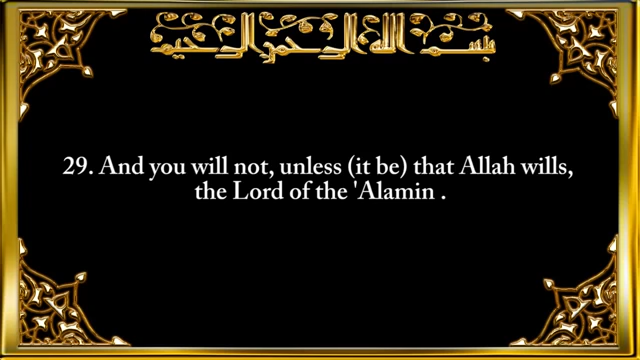 بسم الله الرحمن الرحيم
29. And you will not, unless (it be) that Allah wills,
the Lord of the 'Alamin .